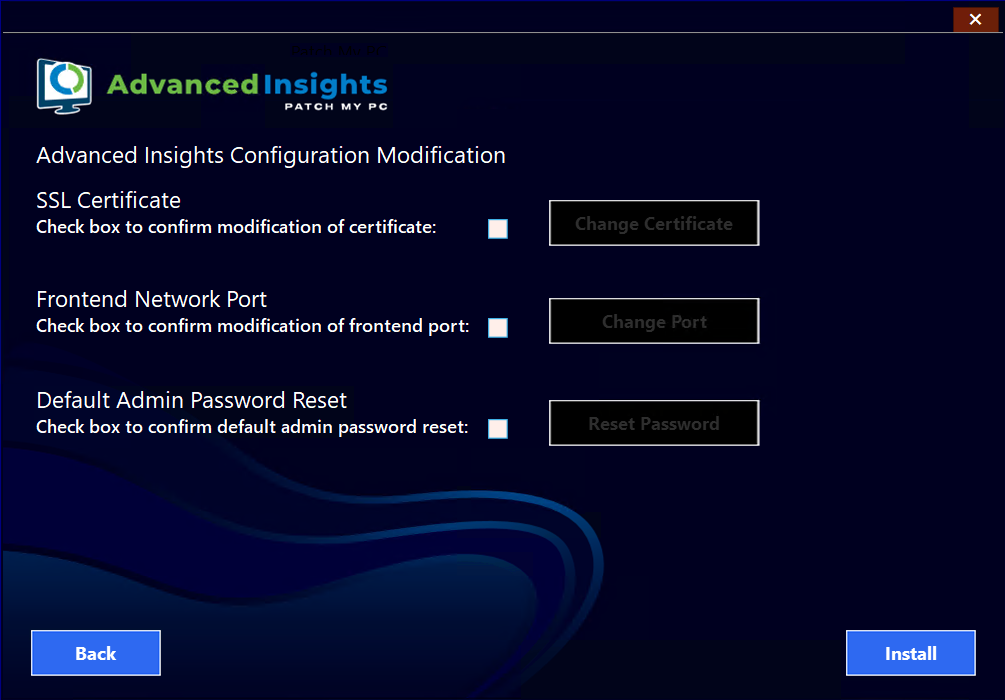 Advanced Insights
PATCH MY PC
Advanced Insights Configuration Modification
SSL Certificate
Check box to confirm modification of certificate:
Change Certificate
Frontend Network Port
Check box to confirm modification of frontend port:
Change Port
Default Admin Password Reset
Check box to confirm default admin password reset:
Reset Password
Back
Install